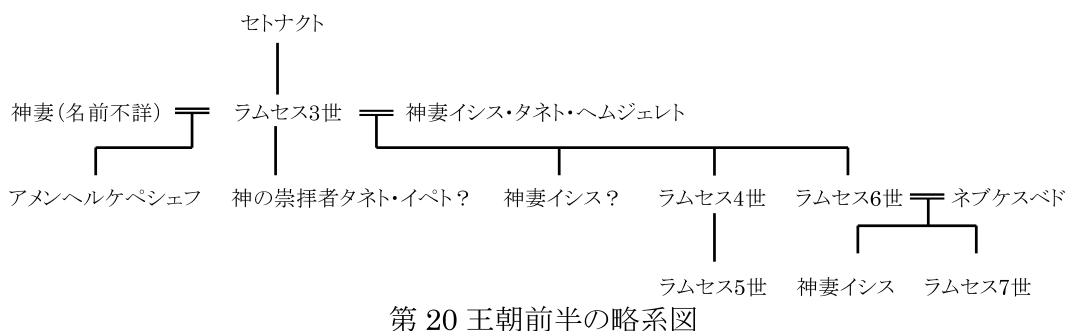 セトナクト
神妻(名前不詳) ラムセス3世 神妻イシス・タネト・ヘムジェレト
アメンヘルケペシェフ 神の崇拝者タネト・イペト? 神妻イシス? ラムセス4世 ラムセス6世 ネブケスベド
ラムセス5世 神妻イシス ラムセス7世
第 20 王朝前半の略系図